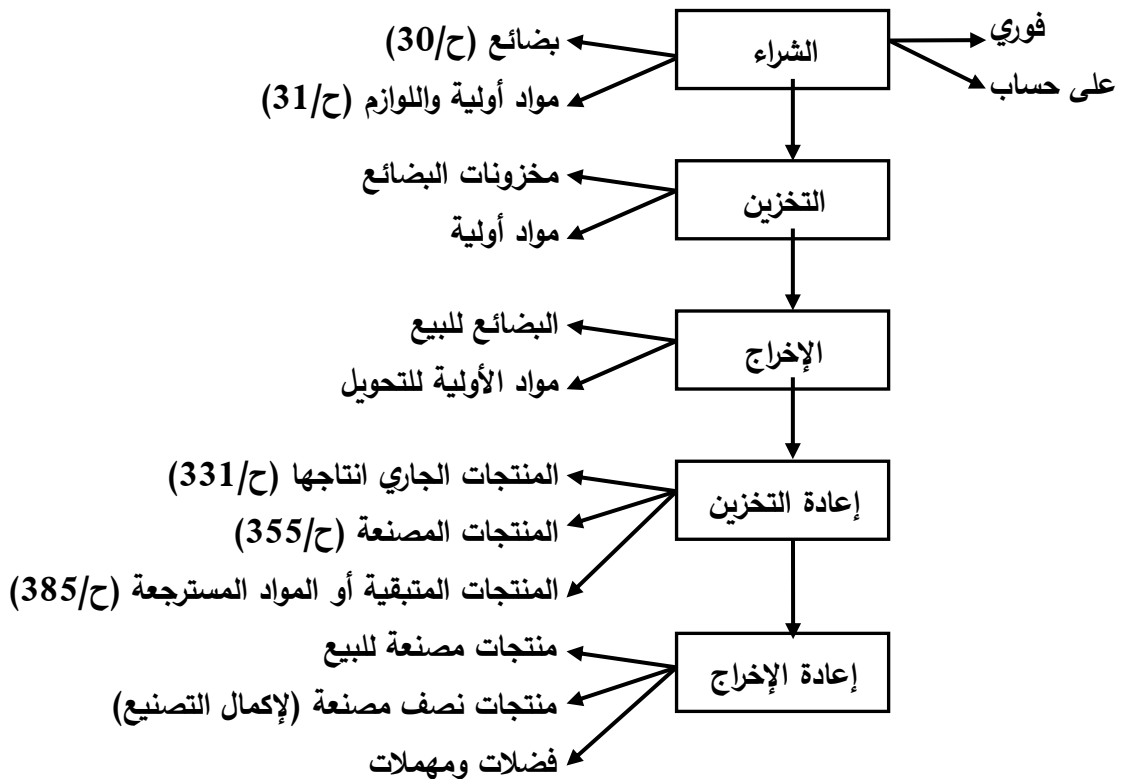 فوري
على حساب
الشراء
بضائع (ح/30)
مواد أولية واللوازم (ح/31)
التخزين
مخزونات البضائع
مواد أولية
الإخراج
البضائع للبيع
مواد الأولية للتحويل
إعادة التخزين
المنتجات الجاري انتاجها (ح/331)
المنتجات المصنعة (ح/355)
المنتجات المتبقية أو المواد المسترجعة (ح/385)
إعادة الإخراج
منتجات مصنعة للبيع
منتجات نصف مصنعة (لإكمال التصنيع)
فضلات ومهملات